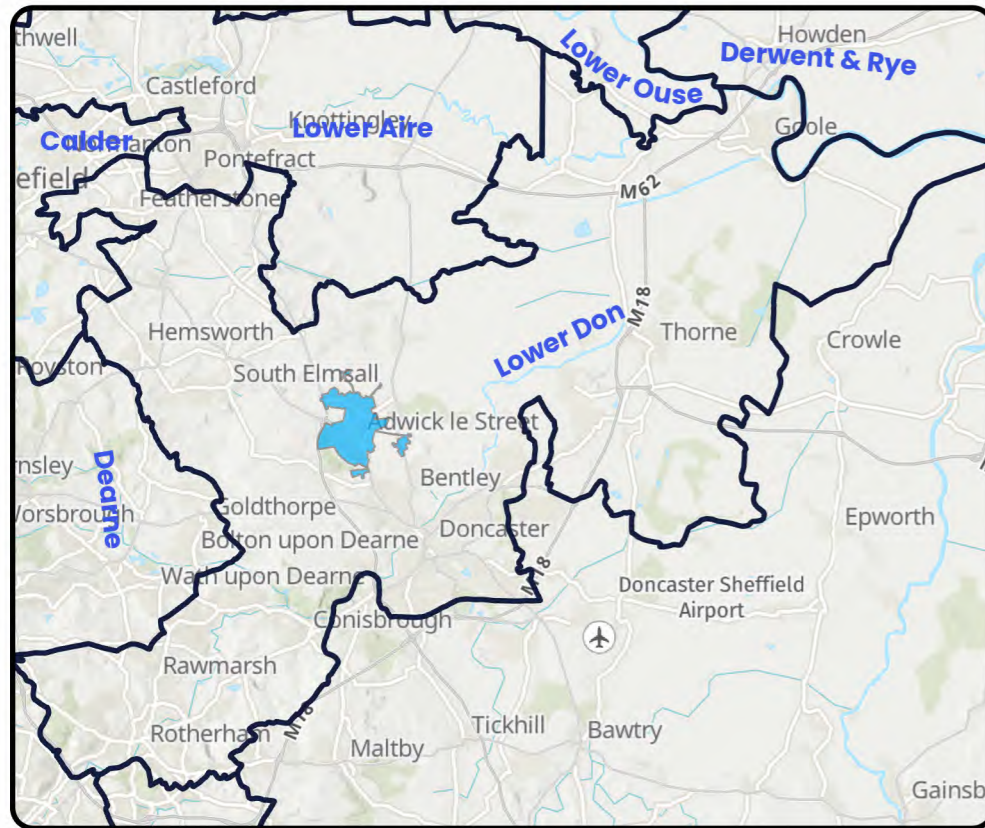 thwell
Howden
Derwent & Rye
Lower Ouse
Castleford
Knottingley
Lower Aire
Goole
Calder
Normanton
Pontefract
efield
M62
Featherstone
M18
Lower Don
Hemsworth
Thorne
Crowle
Royston
South Elmsall
Adwick le Street
rnsley
Bentley
Dearne
Worsbrough
Goldthorpe
Epworth
Bolton upon Dearne
Doncaster
Wath upon Dearne
M18
Doncaster Sheffield
Airport
Conisbrough
Rawmarsh
M18
Rotherham
Tickhill
Bawtry
Maltby
Gainsb